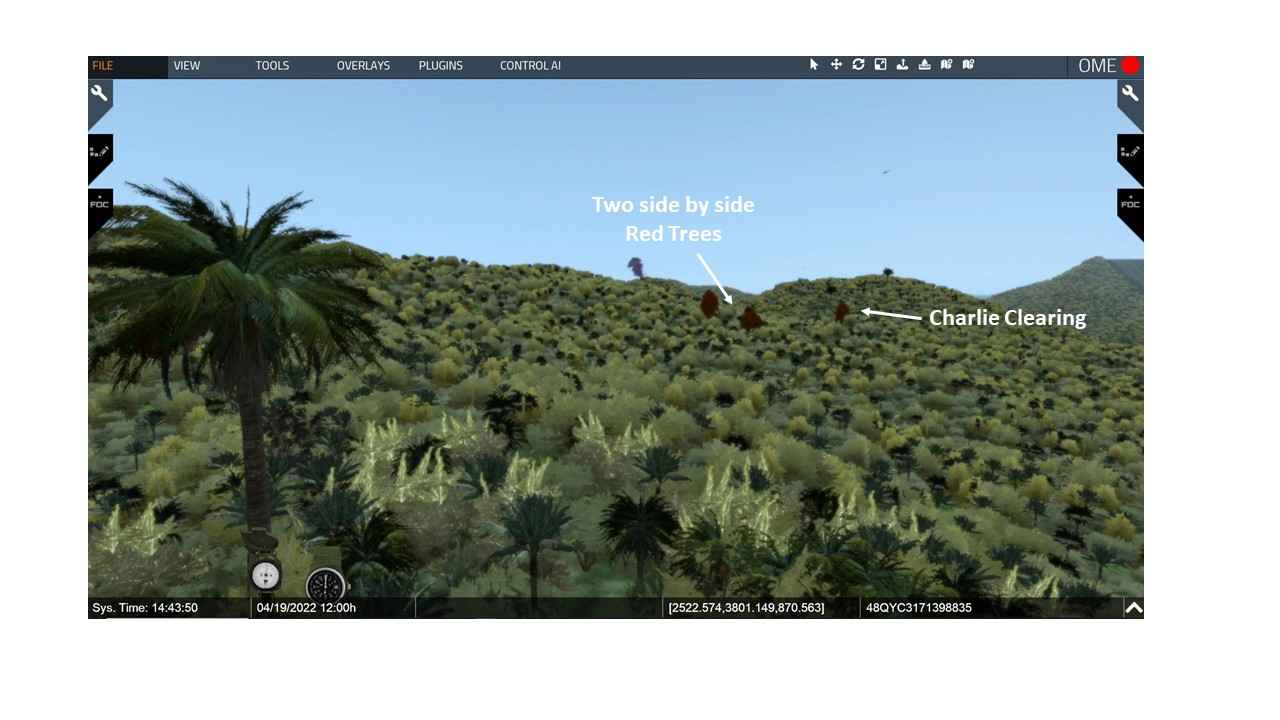 FILE VIEW TOOLS OVERLAYS PLUGINS CONTROL AI OME
FDC FDC
Two side by side
Red Trees
Charlie Clearing
Sys. Time: 14:43:50 04/19/2022 12:00h [2522.574,3801.149,870.563] 48QYC3171398835